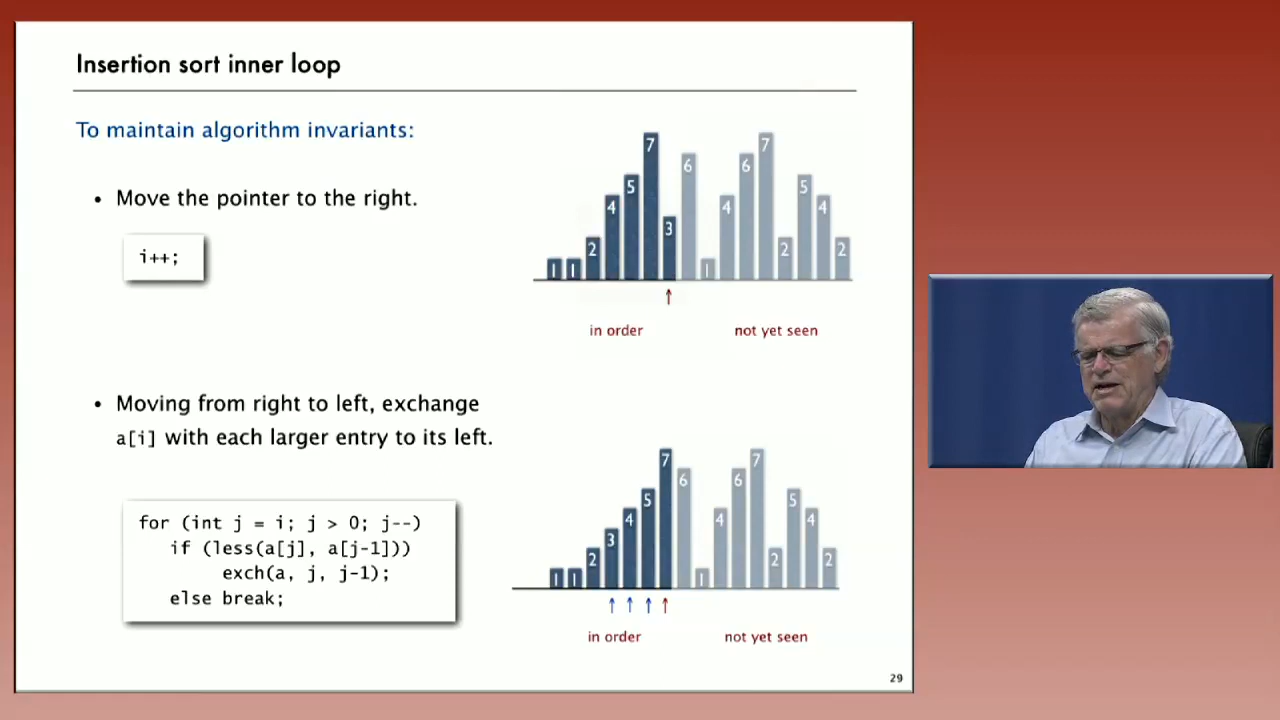 Insertion sort inner loop
To maintain algorithm invariants:
• Move the pointer to the right.
i++;
1 1 2 4 5 7 3 6 1 4 6 7 2 5 4 2
↑
in order not yet seen
• Moving from right to left, exchange
a[i] with each larger entry to its left.
for (int j = i; j > 0; j--)
if (less(a[j], a[j-1]))
exch(a, j, j-1);
else break;
1 1 2 3 4 5 7 6 1 4 6 7 2 5 4 2
↑ ↑ ↑ ↑
in order not yet seen
29